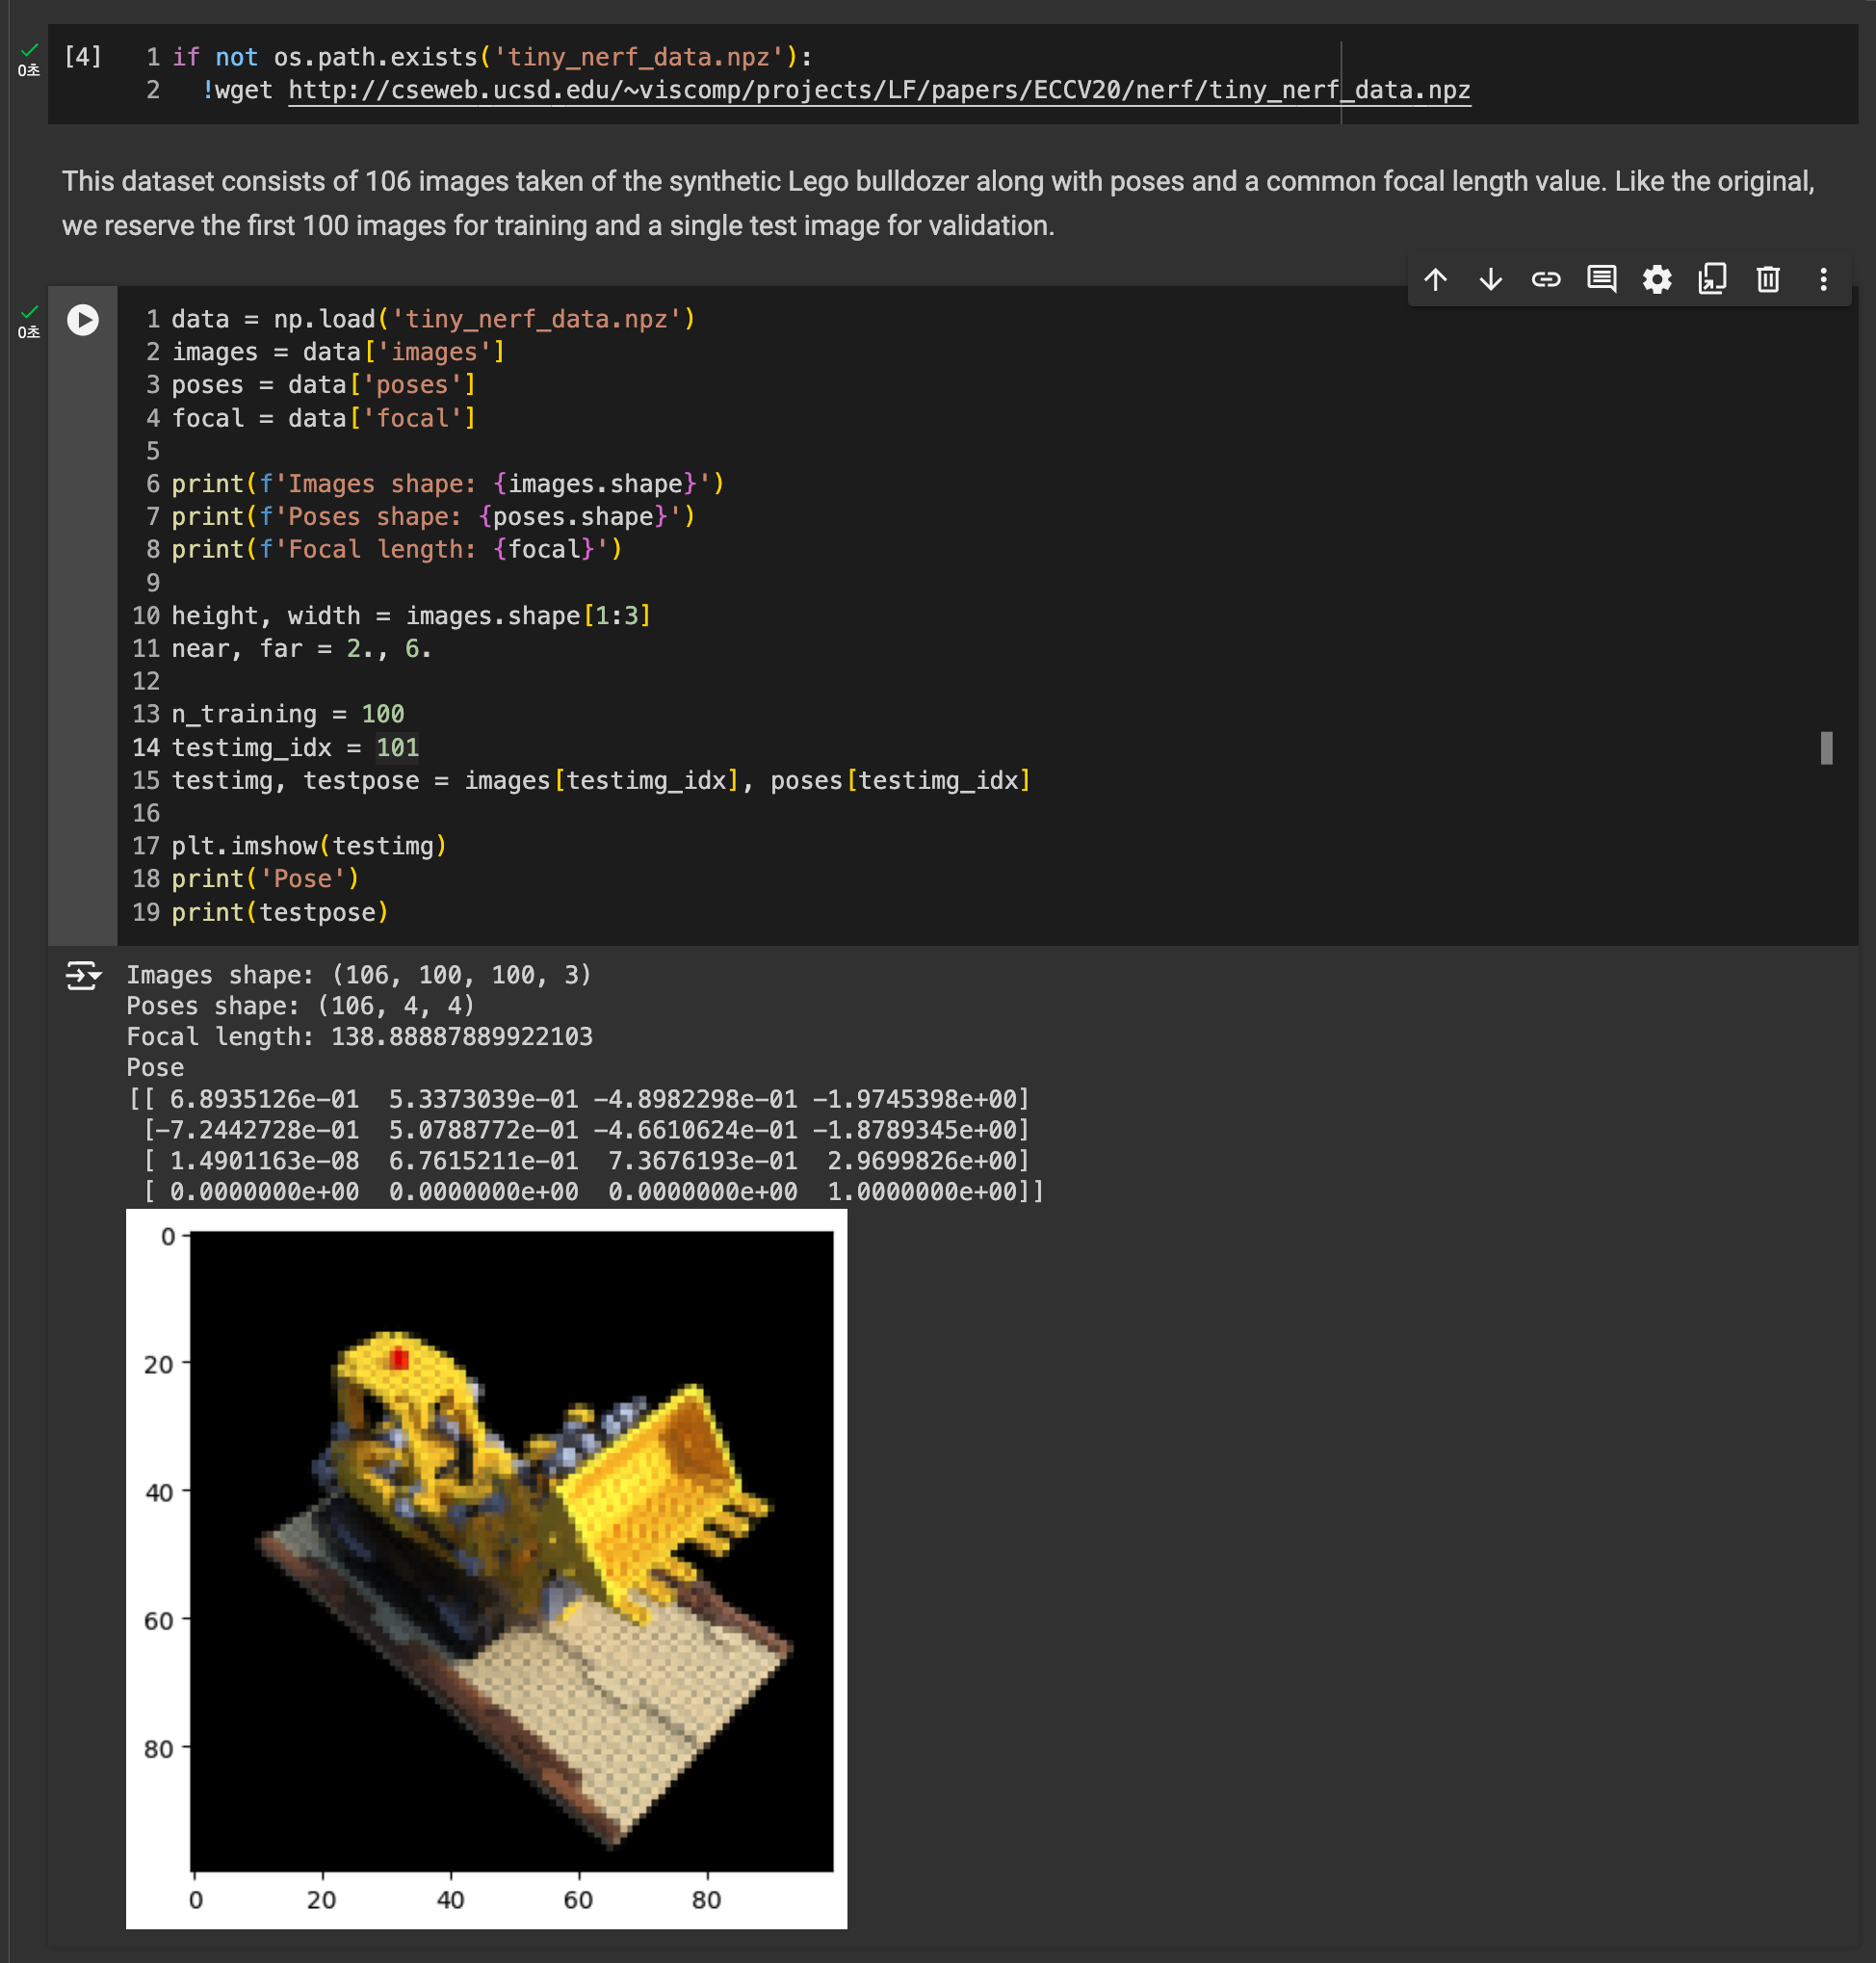 [4] 1 if not os.path.exists('tiny_nerf_data.npz'):
0초 2   !wget http://cseweb.ucsd.edu/~viscomp/projects/LF/papers/ECCV20/nerf/tiny_nerf_data.npz
This dataset consists of 106 images taken of the synthetic Lego bulldozer along with poses and a common focal length value. Like the original,
we reserve the first 100 images for training and a single test image for validation.
0초 1 data = np.load('tiny_nerf_data.npz')
2 images = data['images']
3 poses = data['poses']
4 focal = data['focal']
5
6 print(f'Images shape: {images.shape}')
7 print(f'Poses shape: {poses.shape}')
8 print(f'Focal length: {focal}')
9
10 height, width = images.shape[1:3]
11 near, far = 2., 6.
12
13 n_training = 100
14 testimg_idx = 101
15 testimg, testpose = images[testimg_idx], poses[testimg_idx]
16
17 plt.imshow(testimg)
18 print('Pose')
19 print(testpose)
Images shape: (106, 100, 100, 3)
Poses shape: (106, 4, 4)
Focal length: 138.88887889922103
Pose
[[ 6.8935126e-01  5.3373039e-01 -4.8982298e-01 -1.9745398e+00]
 [-7.2442728e-01  5.0788772e-01 -4.6610624e-01 -1.8789345e+00]
 [ 1.4901163e-08  6.7615211e-01  7.3676193e-01  2.9699826e+00]
 [ 0.0000000e+00  0.0000000e+00  0.0000000e+00  1.0000000e+00]]
0
20
40
60
80
0 20 40 60 80